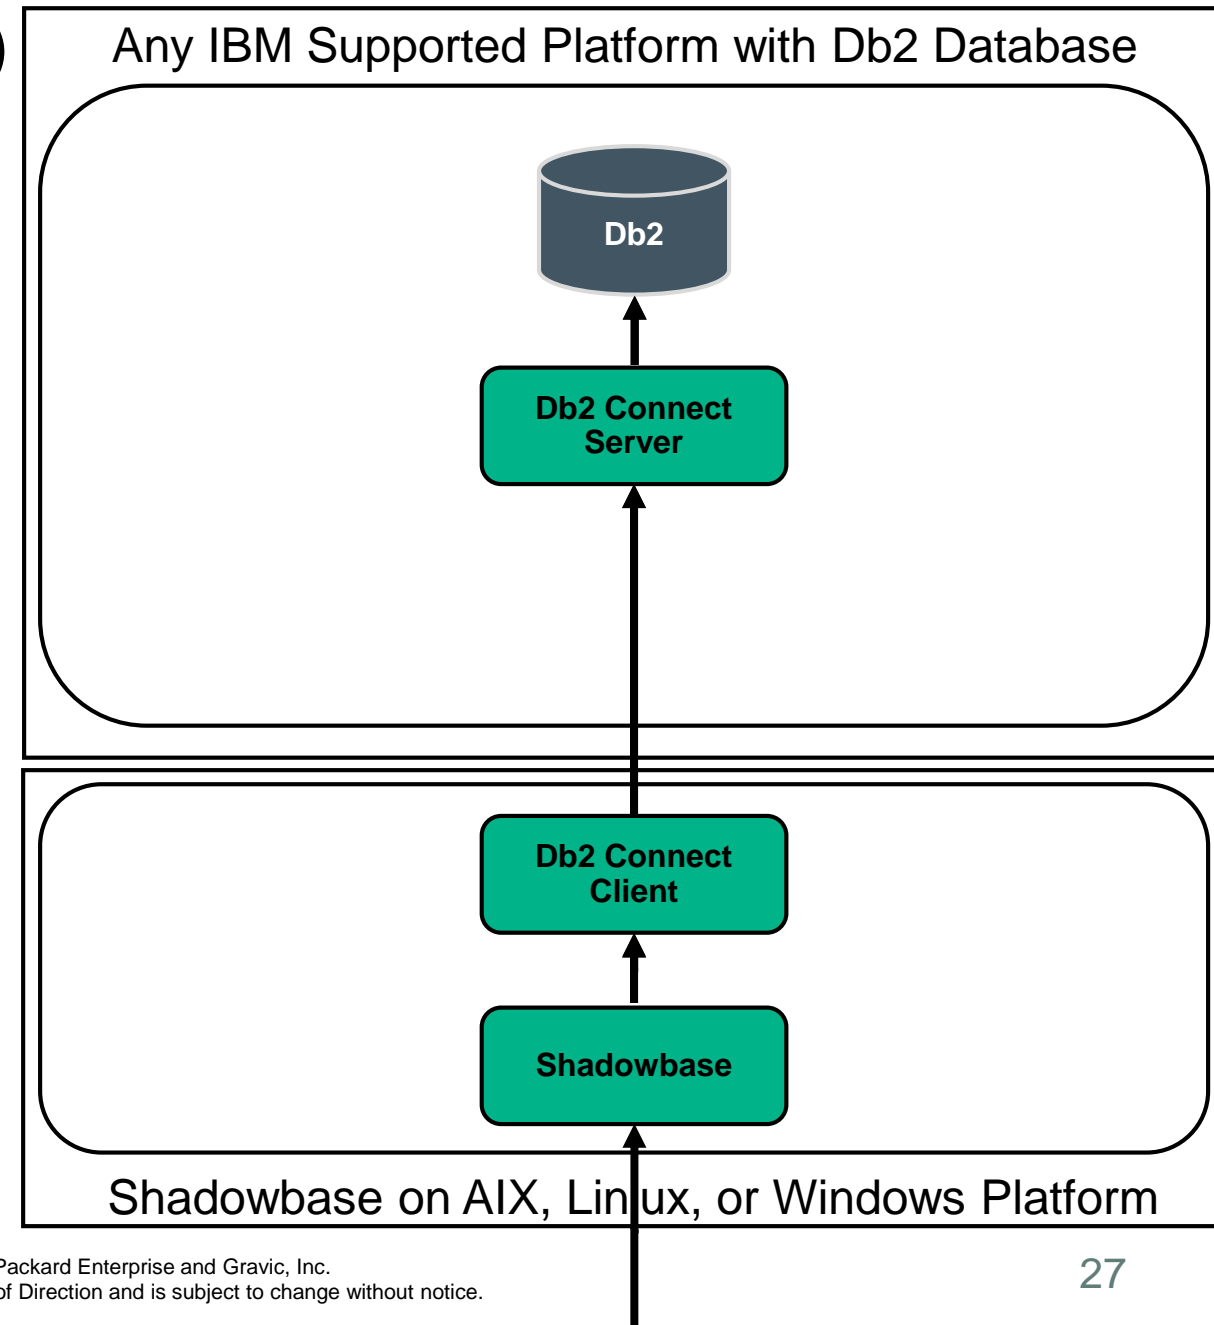 Any IBM Supported Platform with Db2 Database
Db2
Db2 Connect
Server
Db2 Connect
Client
Shadowbase
Shadowbase on AIX, Linux, or Windows Platform
Packard Enterprise and Gravic, Inc.
of Direction and is subject to change without notice.
27